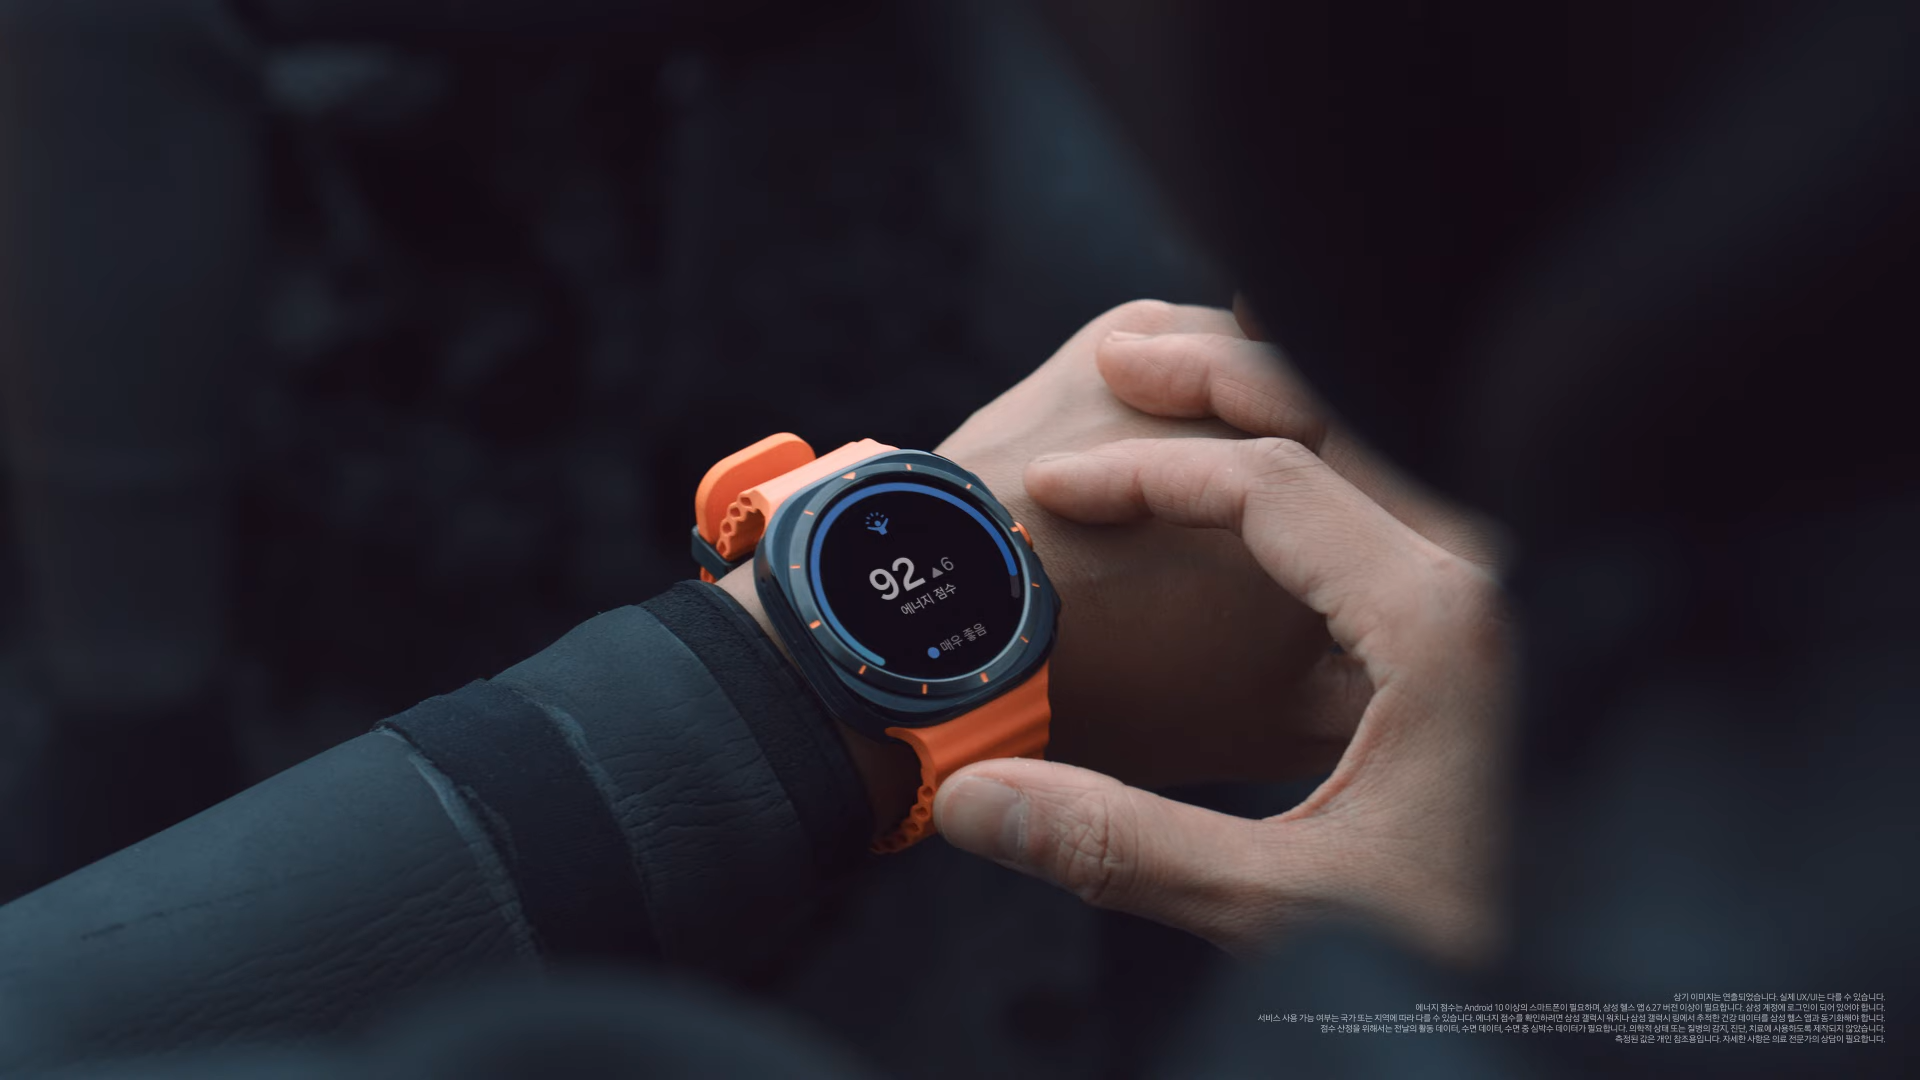 92 ▲6
에너지 점수
매우 좋음
상기 이미지는 연출되었습니다. 실제 UX/UI는 다를 수 있습니다.
에너지 점수는 Android 10 이상의 스마트폰이 필요하며, 삼성 헬스 앱 6.27 버전 이상이 필요합니다. 삼성 계정에 로그인이 되어 있어야 합니다.
서비스 사용 가능 여부는 국가 또는 지역에 따라 다를 수 있습니다. 에너지 점수를 확인하려면 삼성 갤럭시 워치나 삼성 갤럭시 링에서 추적한 건강 데이터를 삼성 헬스 앱과 동기화해야 합니다.
점수 산정을 위해서는 전날의 활동 데이터, 수면 데이터, 수면 중 심박수 데이터가 필요합니다. 의학적 상태 또는 질병의 감지, 진단, 치료에 사용하도록 제작되지 않았습니다.
측정된 값은 개인 참조용입니다. 자세한 사항은 의료 전문가의 상담이 필요합니다.